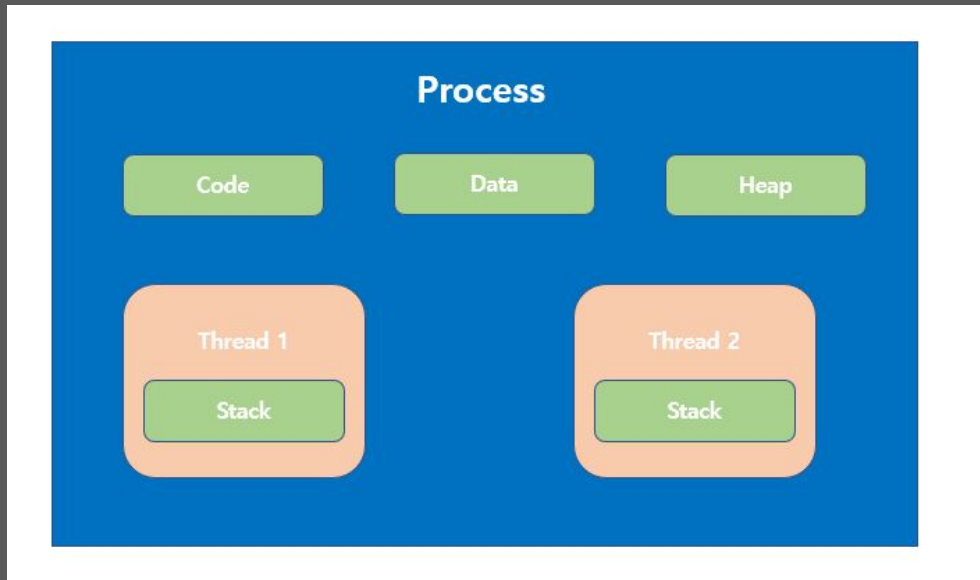 Process
Code
Data
Heap
Thread 1
Thread 2
Stack
Stack